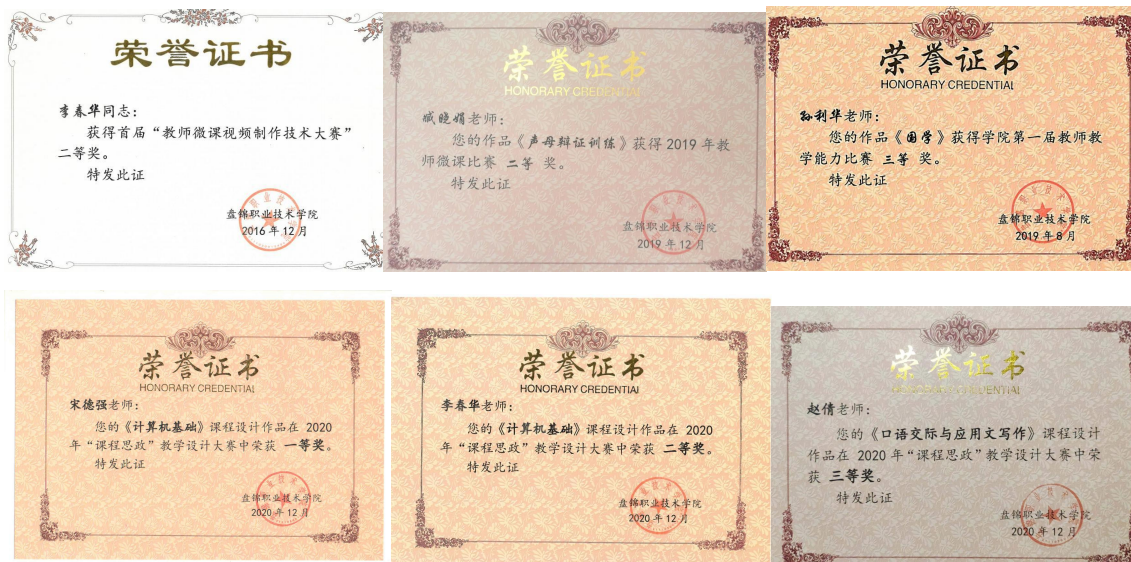 荣誉证书
李春华同志：
获得首届“教师微课视频制作技术大赛”
二等奖。
特发此证
盘锦职业技术学院
2016年12月
荣誉证书
HONORARY CREDENTIAL
臧晓娟老师：
您的作品《声母辩证训练》获得2019年教
师微课比赛 二等 奖。
特发此证
盘锦职业技术学院
2019年12月
荣誉证书
HONORARY CREDENTIAL
孙利华老师：
您的作品《国学》获得学院第一届教师教
学能力比赛 三等 奖。
特发此证
盘锦职业技术学院
2019年8月
荣誉证书
HONORARY CREDENTIAL
宋德强老师：
您的《计算机基础》课程设计作品在 2020
年“课程思政”教学设计大赛中荣获 一等奖。
特发此证
盘锦职业技术学院
2020年12月
荣誉证书
HONORARY CREDENTIAL
李春华老师：
您的《计算机基础》课程设计作品在 2020
年“课程思政”教学设计大赛中荣获 二等奖。
特发此证
盘锦职业技术学院
2020年12月
荣誉证书
HONORARY CREDENTIAL
赵倩老师：
您的《口语交际与应用文写作》课程设计
作品在 2020 年“课程思政”教学设计大赛中荣
获 三等奖。
特发此证
盘锦职业技术学院
2020年12月